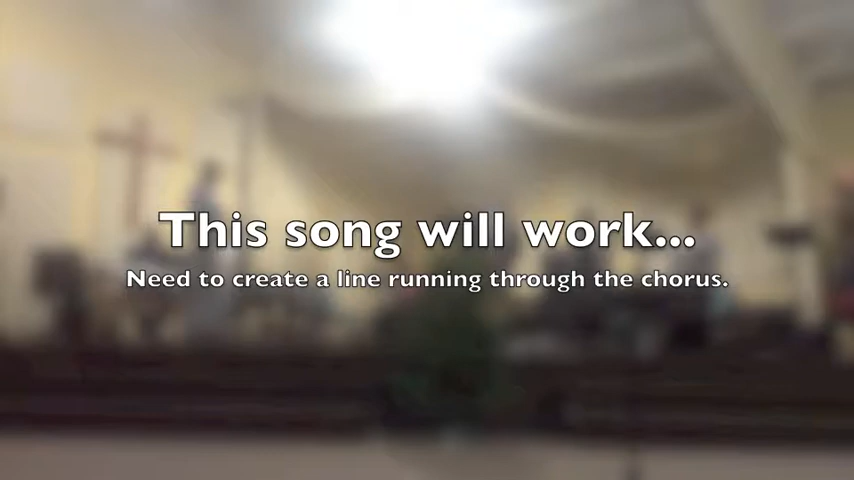 This song will work...
Need to create a line running through the chorus.